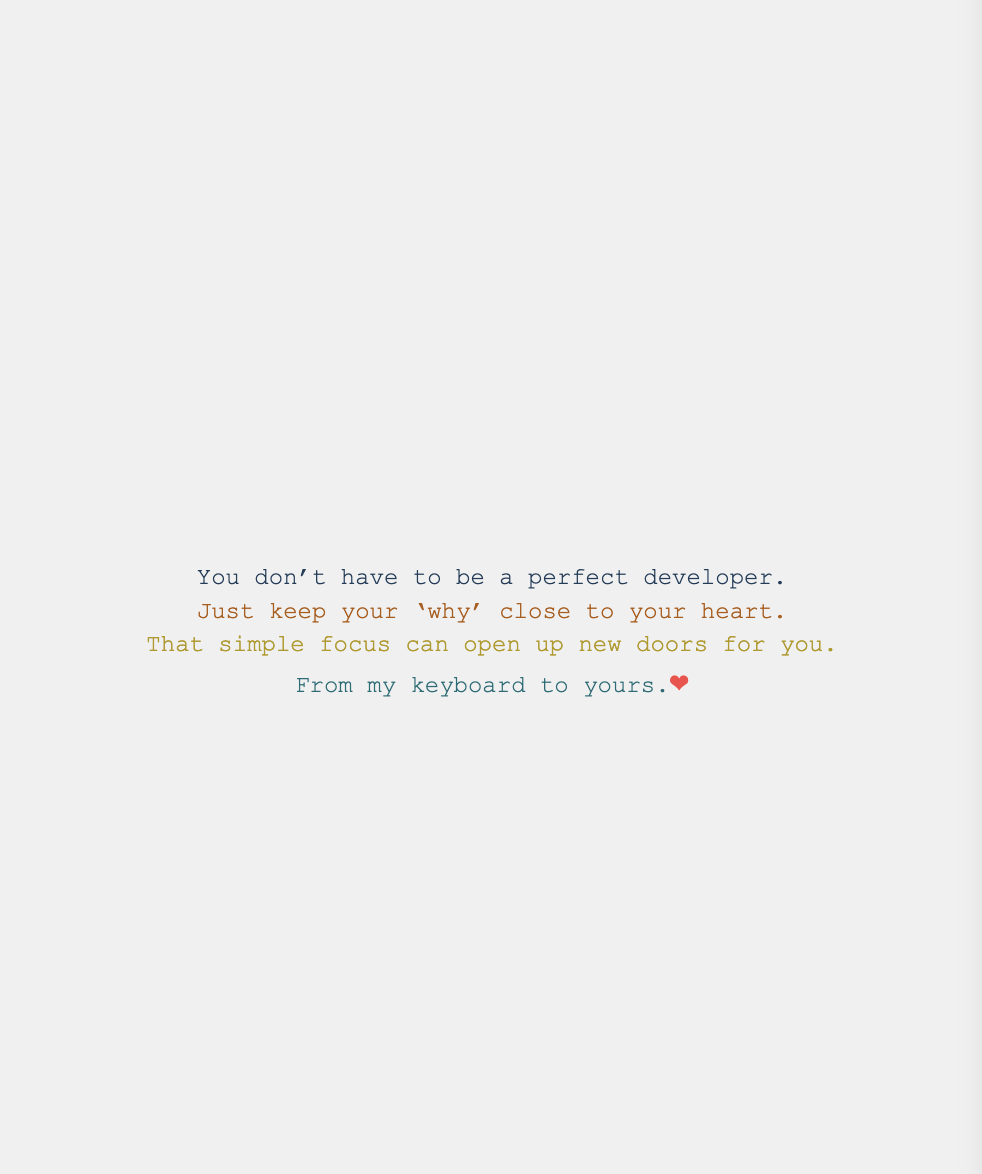 You don’t have to be a perfect developer.
Just keep your ‘why’ close to your heart.
That simple focus can open up new doors for you.
From my keyboard to yours.❤